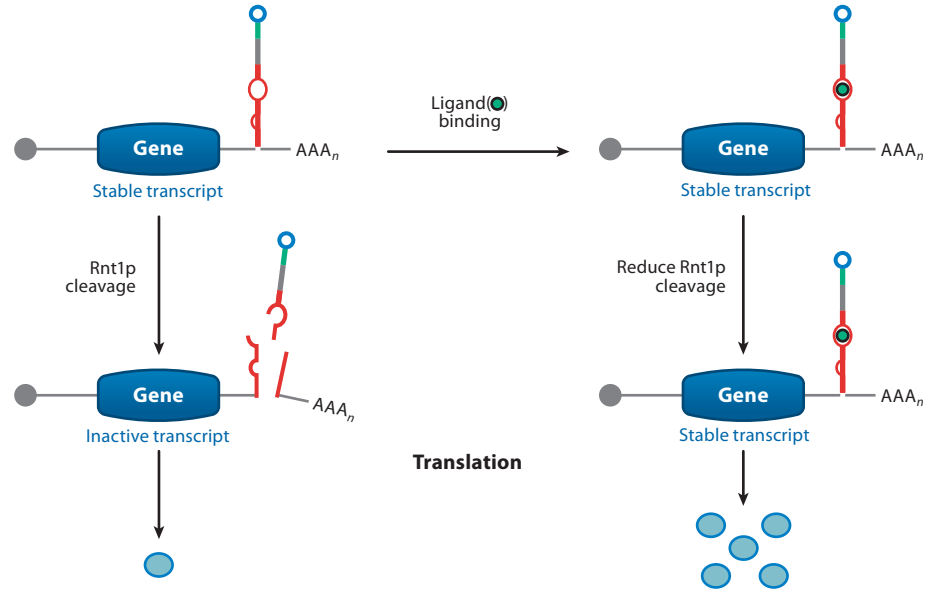 Ligand( )
binding
Gene
AAAn
Stable transcript
Gene
AAAn
Stable transcript
Rnt1p
cleavage
Reduce Rnt1p
cleavage
Gene
AAAn
Inactive transcript
Gene
AAAn
Stable transcript
Translation